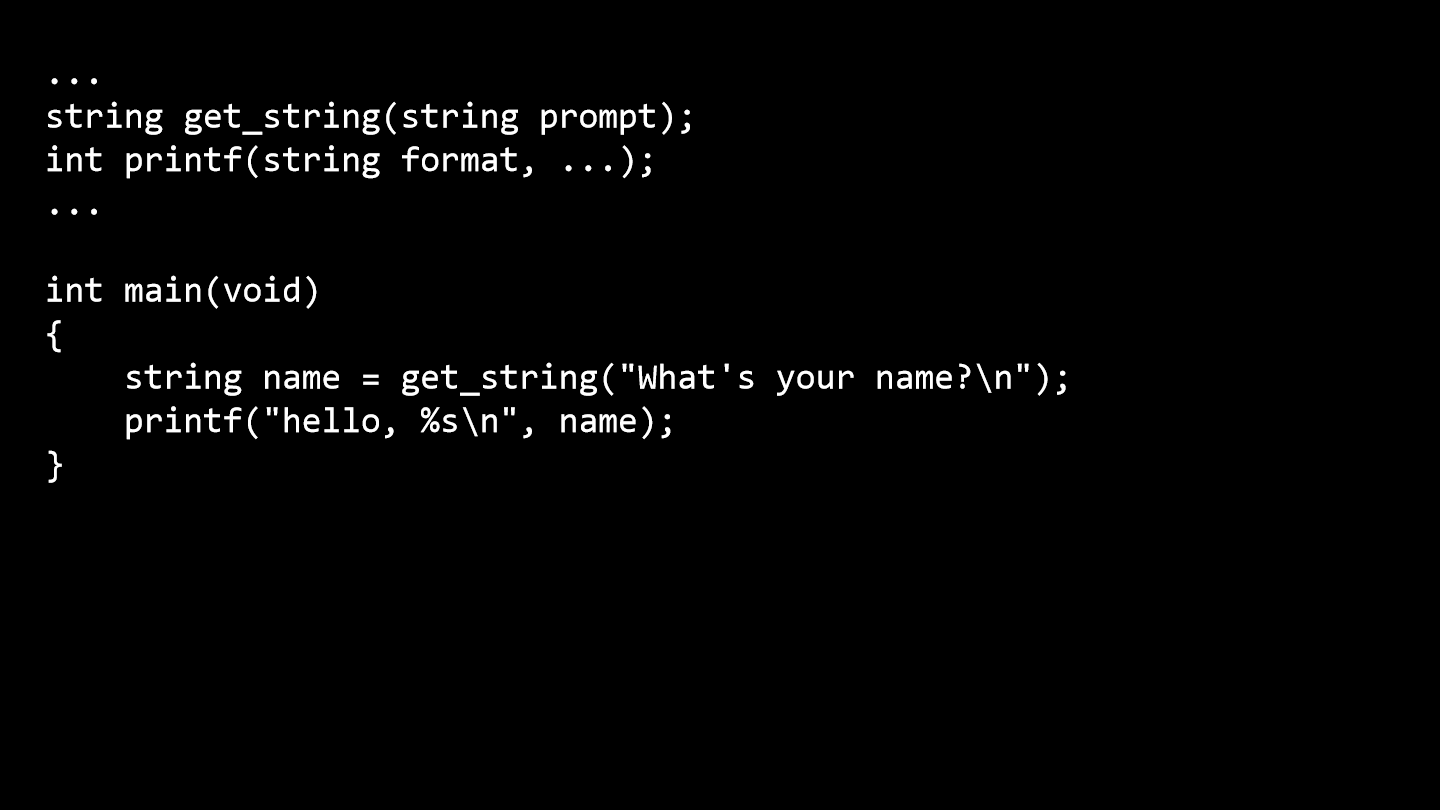 ...
string get_string(string prompt);
int printf(string format, ...);
...
int main(void)
{
    string name = get_string("What's your name?\n");
    printf("hello, %s\n", name);
}